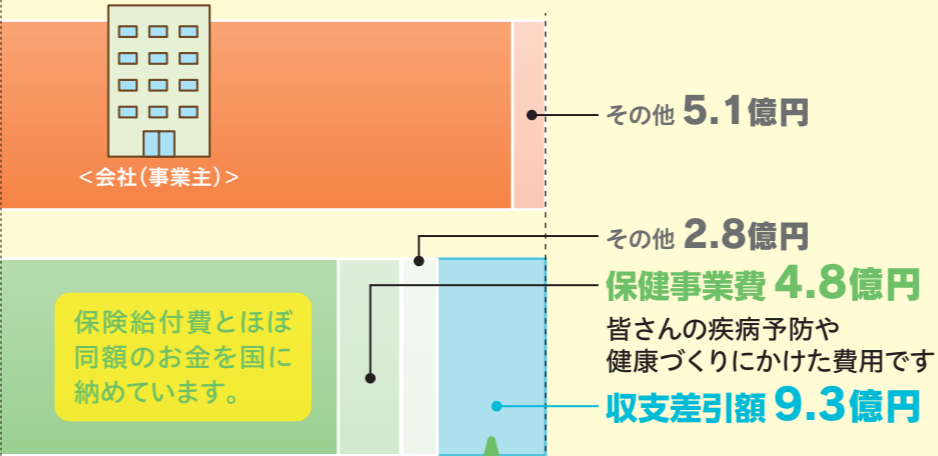 <会社(事業主)>
その他 5.1億円
その他 2.8億円
保健事業費 4.8億円
皆さんの疾病予防や
健康づくりにかけた費用です
収支差引額 9.3億円
保険給付費とほぼ
同額のお金を国に
納めています。